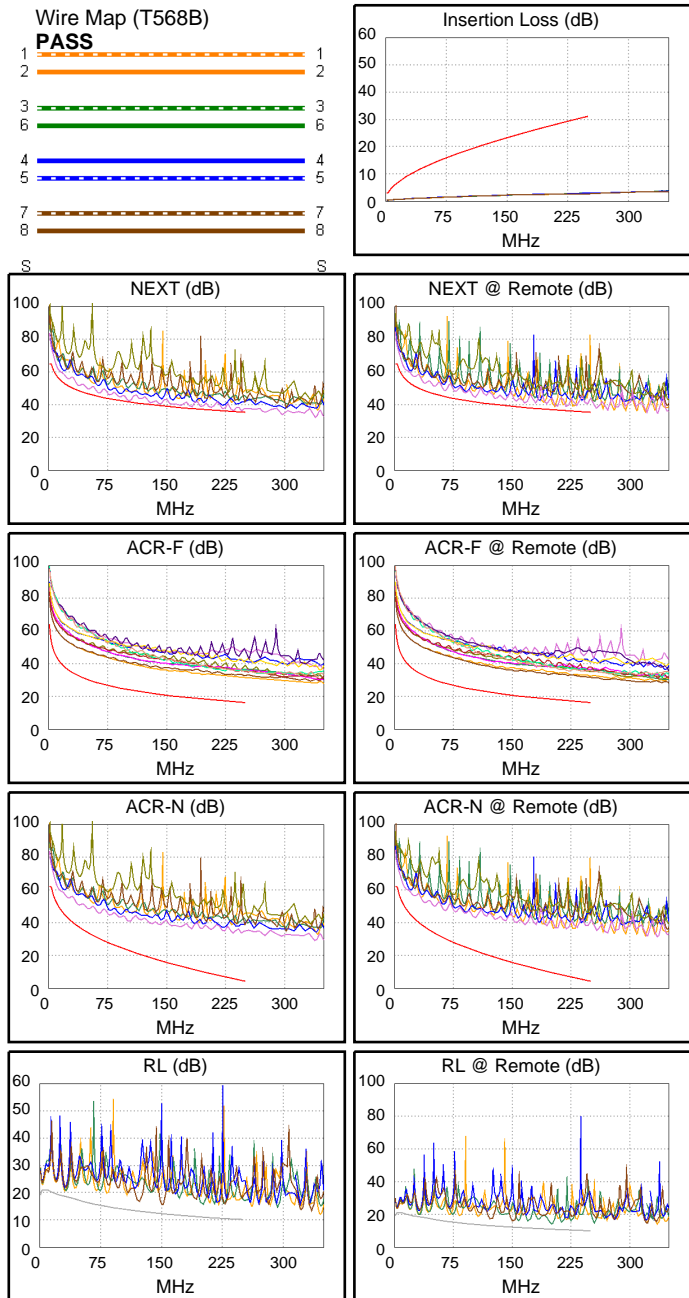 Wire Map (T568B)
PASS
1 1
2 2
3 3
6 6
4 4
5 5
7 7
8 8
S S
Insertion Loss (dB)
60
50
40
30
20
10
0
0 75 150 225 300
MHz
NEXT (dB)
100
80
60
40
20
0
0 75 150 225 300
MHz
NEXT @ Remote (dB)
100
80
60
40
20
0
0 75 150 225 300
MHz
ACR-F (dB)
100
80
60
40
20
0
0 75 150 225 300
MHz
ACR-F @ Remote (dB)
100
80
60
40
20
0
0 75 150 225 300
MHz
ACR-N (dB)
100
80
60
40
20
0
0 75 150 225 300
MHz
ACR-N @ Remote (dB)
100
80
60
40
20
0
0 75 150 225 300
MHz
RL (dB)
60
50
40
30
20
10
0
0 75 150 225 300
MHz
RL @ Remote (dB)
100
80
60
40
20
0
0 75 150 225 300
MHz